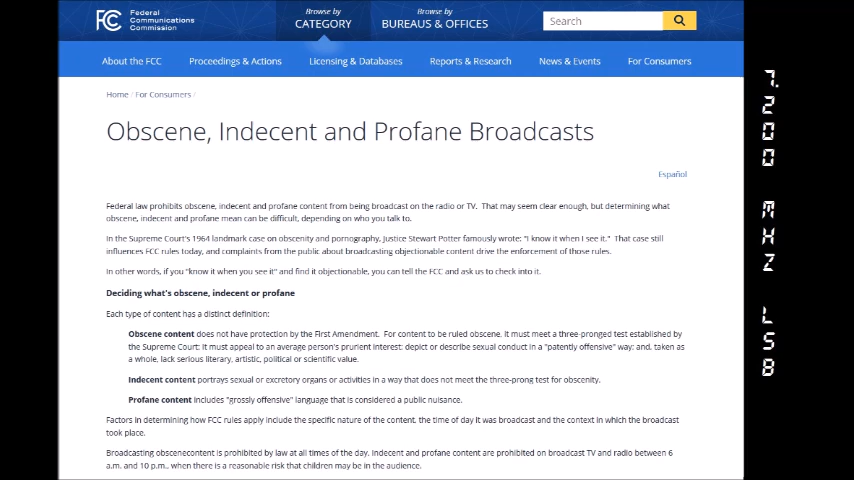 FCC Federal
Communications
Commission
Browse by
CATEGORY
Browse by
BUREAUS & OFFICES
Search
About the FCC
Proceedings & Actions
Licensing & Databases
Reports & Research
News & Events
For Consumers
Home / For Consumers /
Obscene, Indecent and Profane Broadcasts
Español
Federal law prohibits obscene, indecent and profane content from being broadcast on the radio or TV. That may seem clear enough, but determining what
obscene, indecent and profane mean can be difficult, depending on who you talk to.
In the Supreme Court's 1964 landmark case on obscenity and pornography, Justice Stewart Potter famously wrote: "I know it when I see it." That case still
influences FCC rules today, and complaints from the public about broadcasting objectionable content drive the enforcement of those rules.
In other words, if you "know it when you see it" and find it objectionable, you can tell the FCC and ask us to check into it.
Deciding what's obscene, indecent or profane
Each type of content has a distinct definition:
Obscene content does not have protection by the First Amendment. For content to be ruled obscene, it must meet a three-pronged test established by
the Supreme Court: It must appeal to an average person's prurient interest; depict or describe sexual conduct in a "patently offensive" way; and, taken as
a whole, lack serious literary, artistic, political or scientific value.
Indecent content portrays sexual or excretory organs or activities in a way that does not meet the three-prong test for obscenity.
Profane content includes "grossly offensive" language that is considered a public nuisance.
Factors in determining how FCC rules apply include the specific nature of the content, the time of day it was broadcast and the context in which the broadcast
took place.
Broadcasting obscenecontent is prohibited by law at all times of the day. Indecent and profane content are prohibited on broadcast TV and radio between 6
a.m. and 10 p.m., when there is a reasonable risk that children may be in the audience.
7.200 MHZ LSB